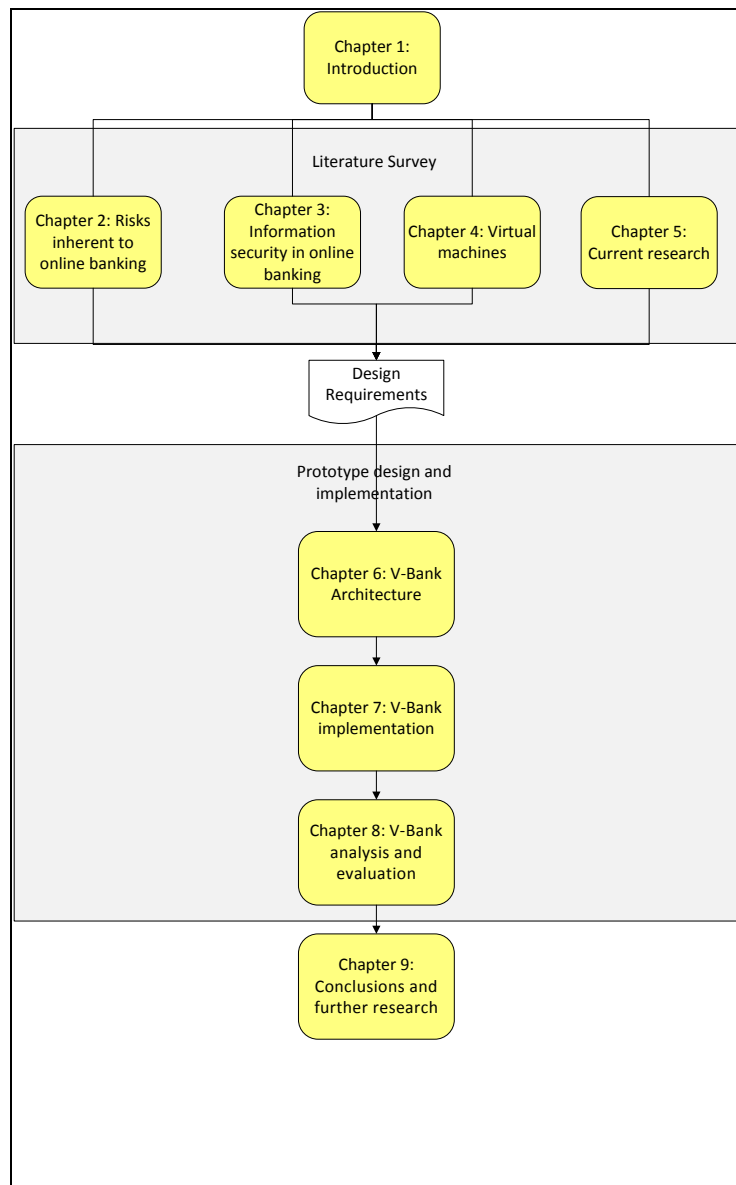 Chapter 1:
Introduction
Literature Survey
Chapter 2: Risks
inherent to
online banking
Chapter 3:
Information
security in online
banking
Chapter 4: Virtual
machines
Chapter 5:
Current research
Design
Requirements
Prototype design and
implementation
Chapter 6: V-Bank
Architecture
Chapter 7: V-Bank
implementation
Chapter 8: V-Bank
analysis and
evaluation
Chapter 9:
Conclusions and
further research